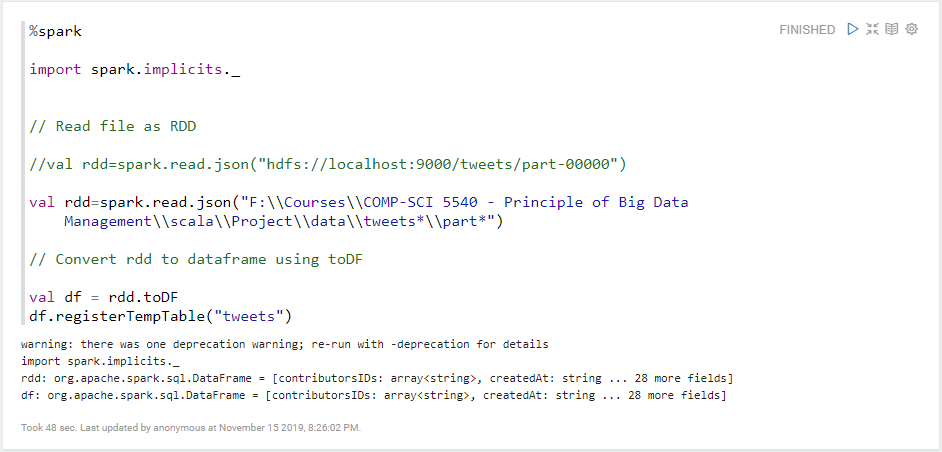 %spark
FINISHED
import spark.implicits._
// Read file as RDD
//val rdd=spark.read.json("hdfs://localhost:9000/tweets/part-00000")
val rdd=spark.read.json("F:\\Courses\\COMP-SCI 5540 - Principle of Big Data
Management\\scala\\Project\\data\\tweets*\\part*")
// Convert rdd to dataframe using toDF
val df = rdd.toDF
df.registerTempTable("tweets")
warning: there was one deprecation warning; re-run with -deprecation for details
import spark.implicits._
rdd: org.apache.spark.sql.DataFrame = [contributorsIDs: array<string>, createdAt: string ... 28 more fields]
df: org.apache.spark.sql.DataFrame = [contributorsIDs: array<string>, createdAt: string ... 28 more fields]
Took 48 sec. Last updated by anonymous at November 15 2019, 8:26:02 PM.